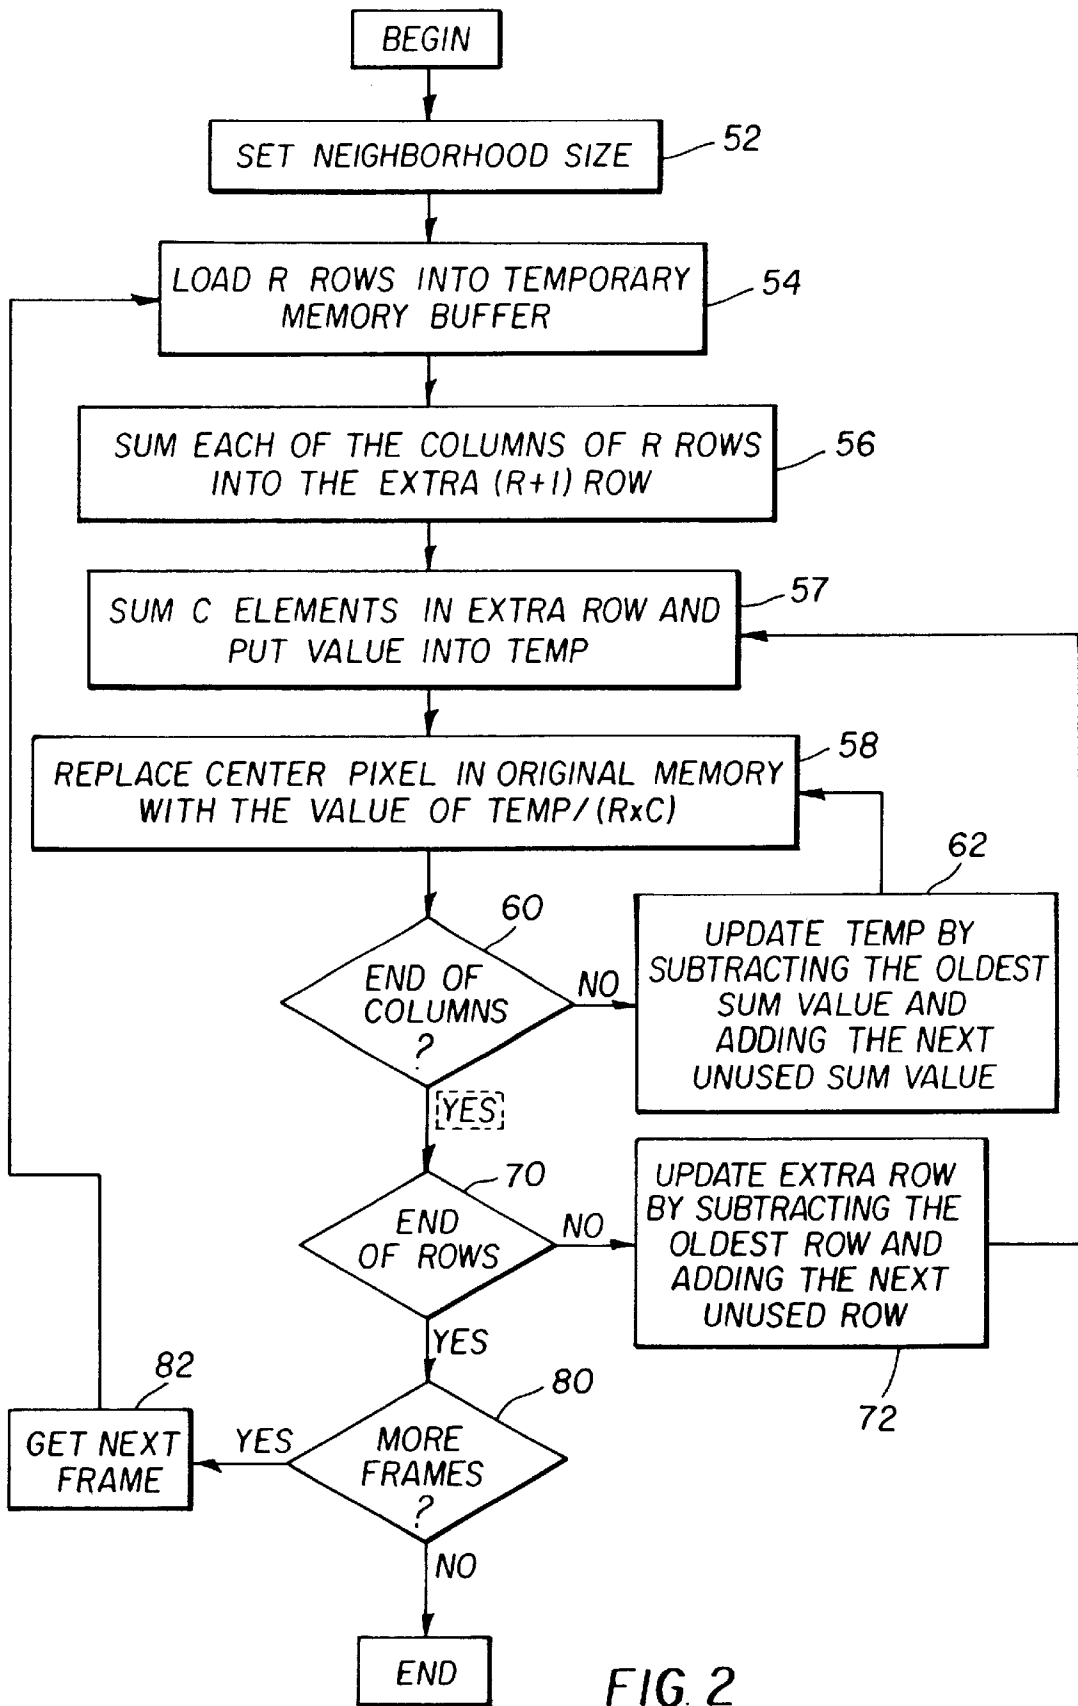 BEGIN
SET NEIGHBORHOOD SIZE
52
LOAD R ROWS INTO TEMPORARY
MEMORY BUFFER
54
SUM EACH OF THE COLUMNS OF R ROWS
INTO THE EXTRA (R+1) ROW
56
SUM C ELEMENTS IN EXTRA ROW AND
PUT VALUE INTO TEMP
57
REPLACE CENTER PIXEL IN ORIGINAL MEMORY
WITH THE VALUE OF TEMP/(RxC)
58
60
END OF
COLUMNS
?
NO
62
UPDATE TEMP BY
SUBTRACTING THE OLDEST
SUM VALUE AND
ADDING THE NEXT
UNUSED SUM VALUE
YES
70
END
OF ROWS
NO
UPDATE EXTRA ROW
BY SUBTRACTING THE
OLDEST ROW AND
ADDING THE NEXT
UNUSED ROW
72
YES
80
MORE
FRAMES
?
YES
82
GET NEXT
FRAME
NO
END
FIG. 2